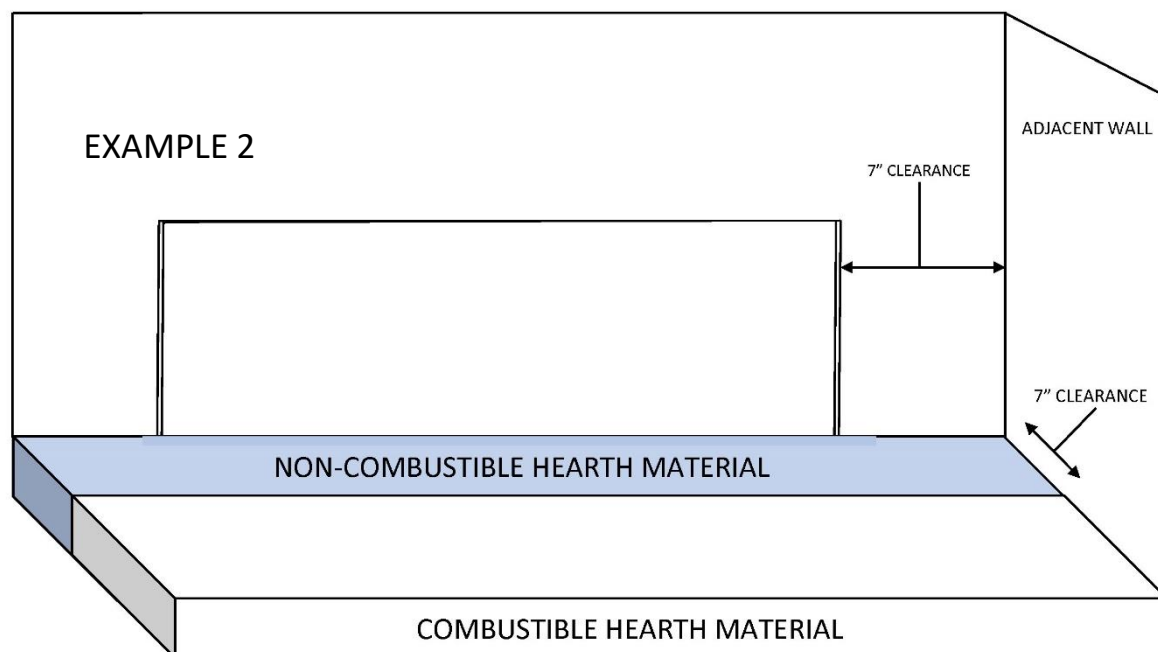 ADJACENT WALL
EXAMPLE 2
7” CLEARANCE
7” CLEARANCE
NON-COMBUSTIBLE HEARTH MATERIAL
COMBUSTIBLE HEARTH MATERIAL